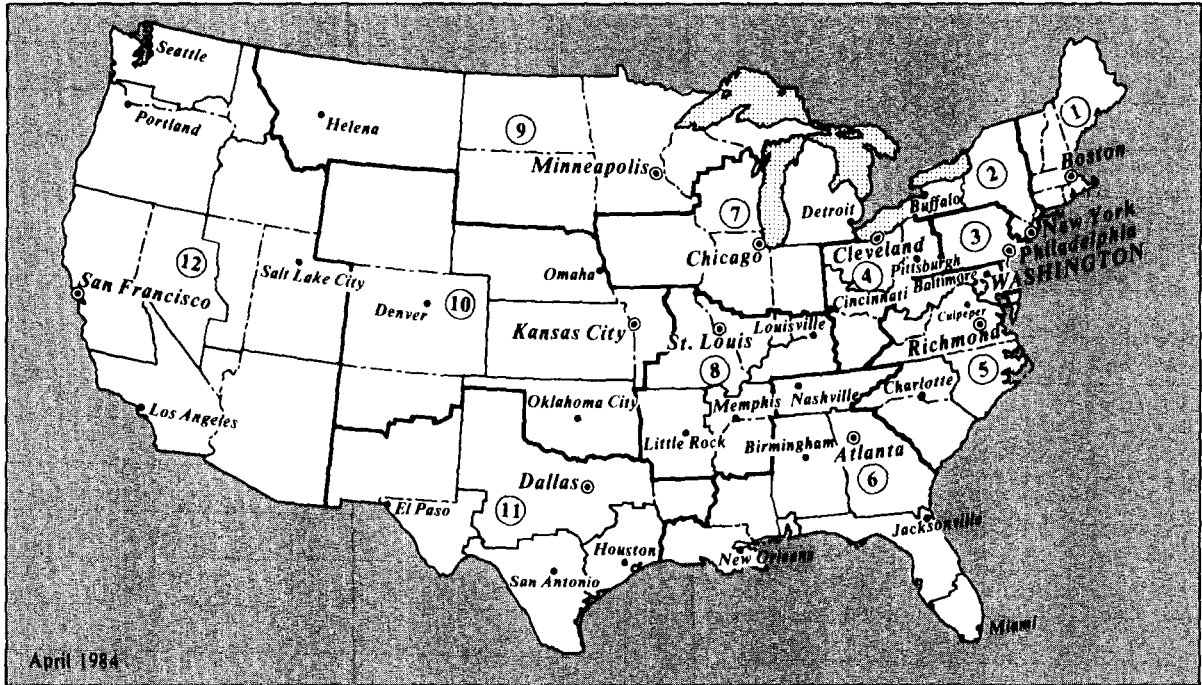 Seattle
Portland
Helena
9
Minneapolis
1
Boston
2
Buffalo
7
Detroit
3
New York
Philadelphia
WASHINGTON
Cleveland
4
Pittsburgh
Baltimore
Cincinnati
Chicago
Omaha
12
San Francisco
Salt Lake City
Denver
10
Kansas City
St. Louis
Louisville
8
Culpeper
Richmond
5
Charlotte
Los Angeles
Oklahoma City
Memphis
Nashville
Little Rock
Birmingham
Atlanta
6
Dallas
11
El Paso
Houston
San Antonio
New Orleans
Jacksonville
Miami
April 1984